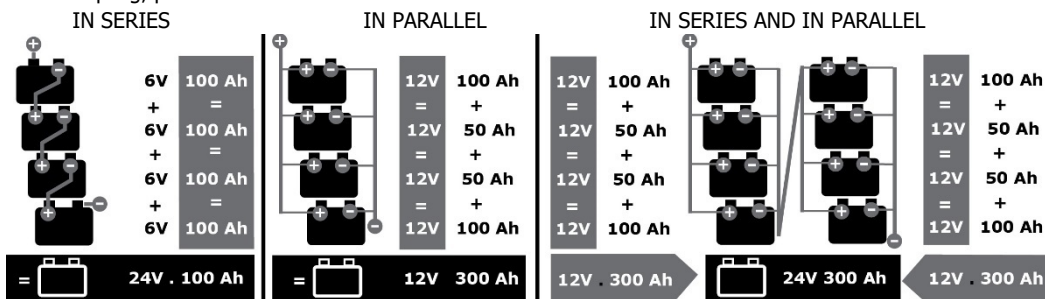 IN SERIES
6V 100 Ah
+ =
6V 100 Ah
+ =
6V 100 Ah
+ =
6V 100 Ah
= 24V . 100 Ah
IN PARALLEL
12V 100 Ah
= +
12V 50 Ah
= +
12V 50 Ah
= +
12V 100 Ah
= 12V 300 Ah
IN SERIES AND IN PARALLEL
12V 100 Ah
= +
12V 50 Ah
= +
12V 50 Ah
= +
12V 100 Ah
12V . 300 Ah
24V 300 Ah
12V 100 Ah
= +
12V 50 Ah
= +
12V 50 Ah
= +
12V 100 Ah
12V . 300 Ah